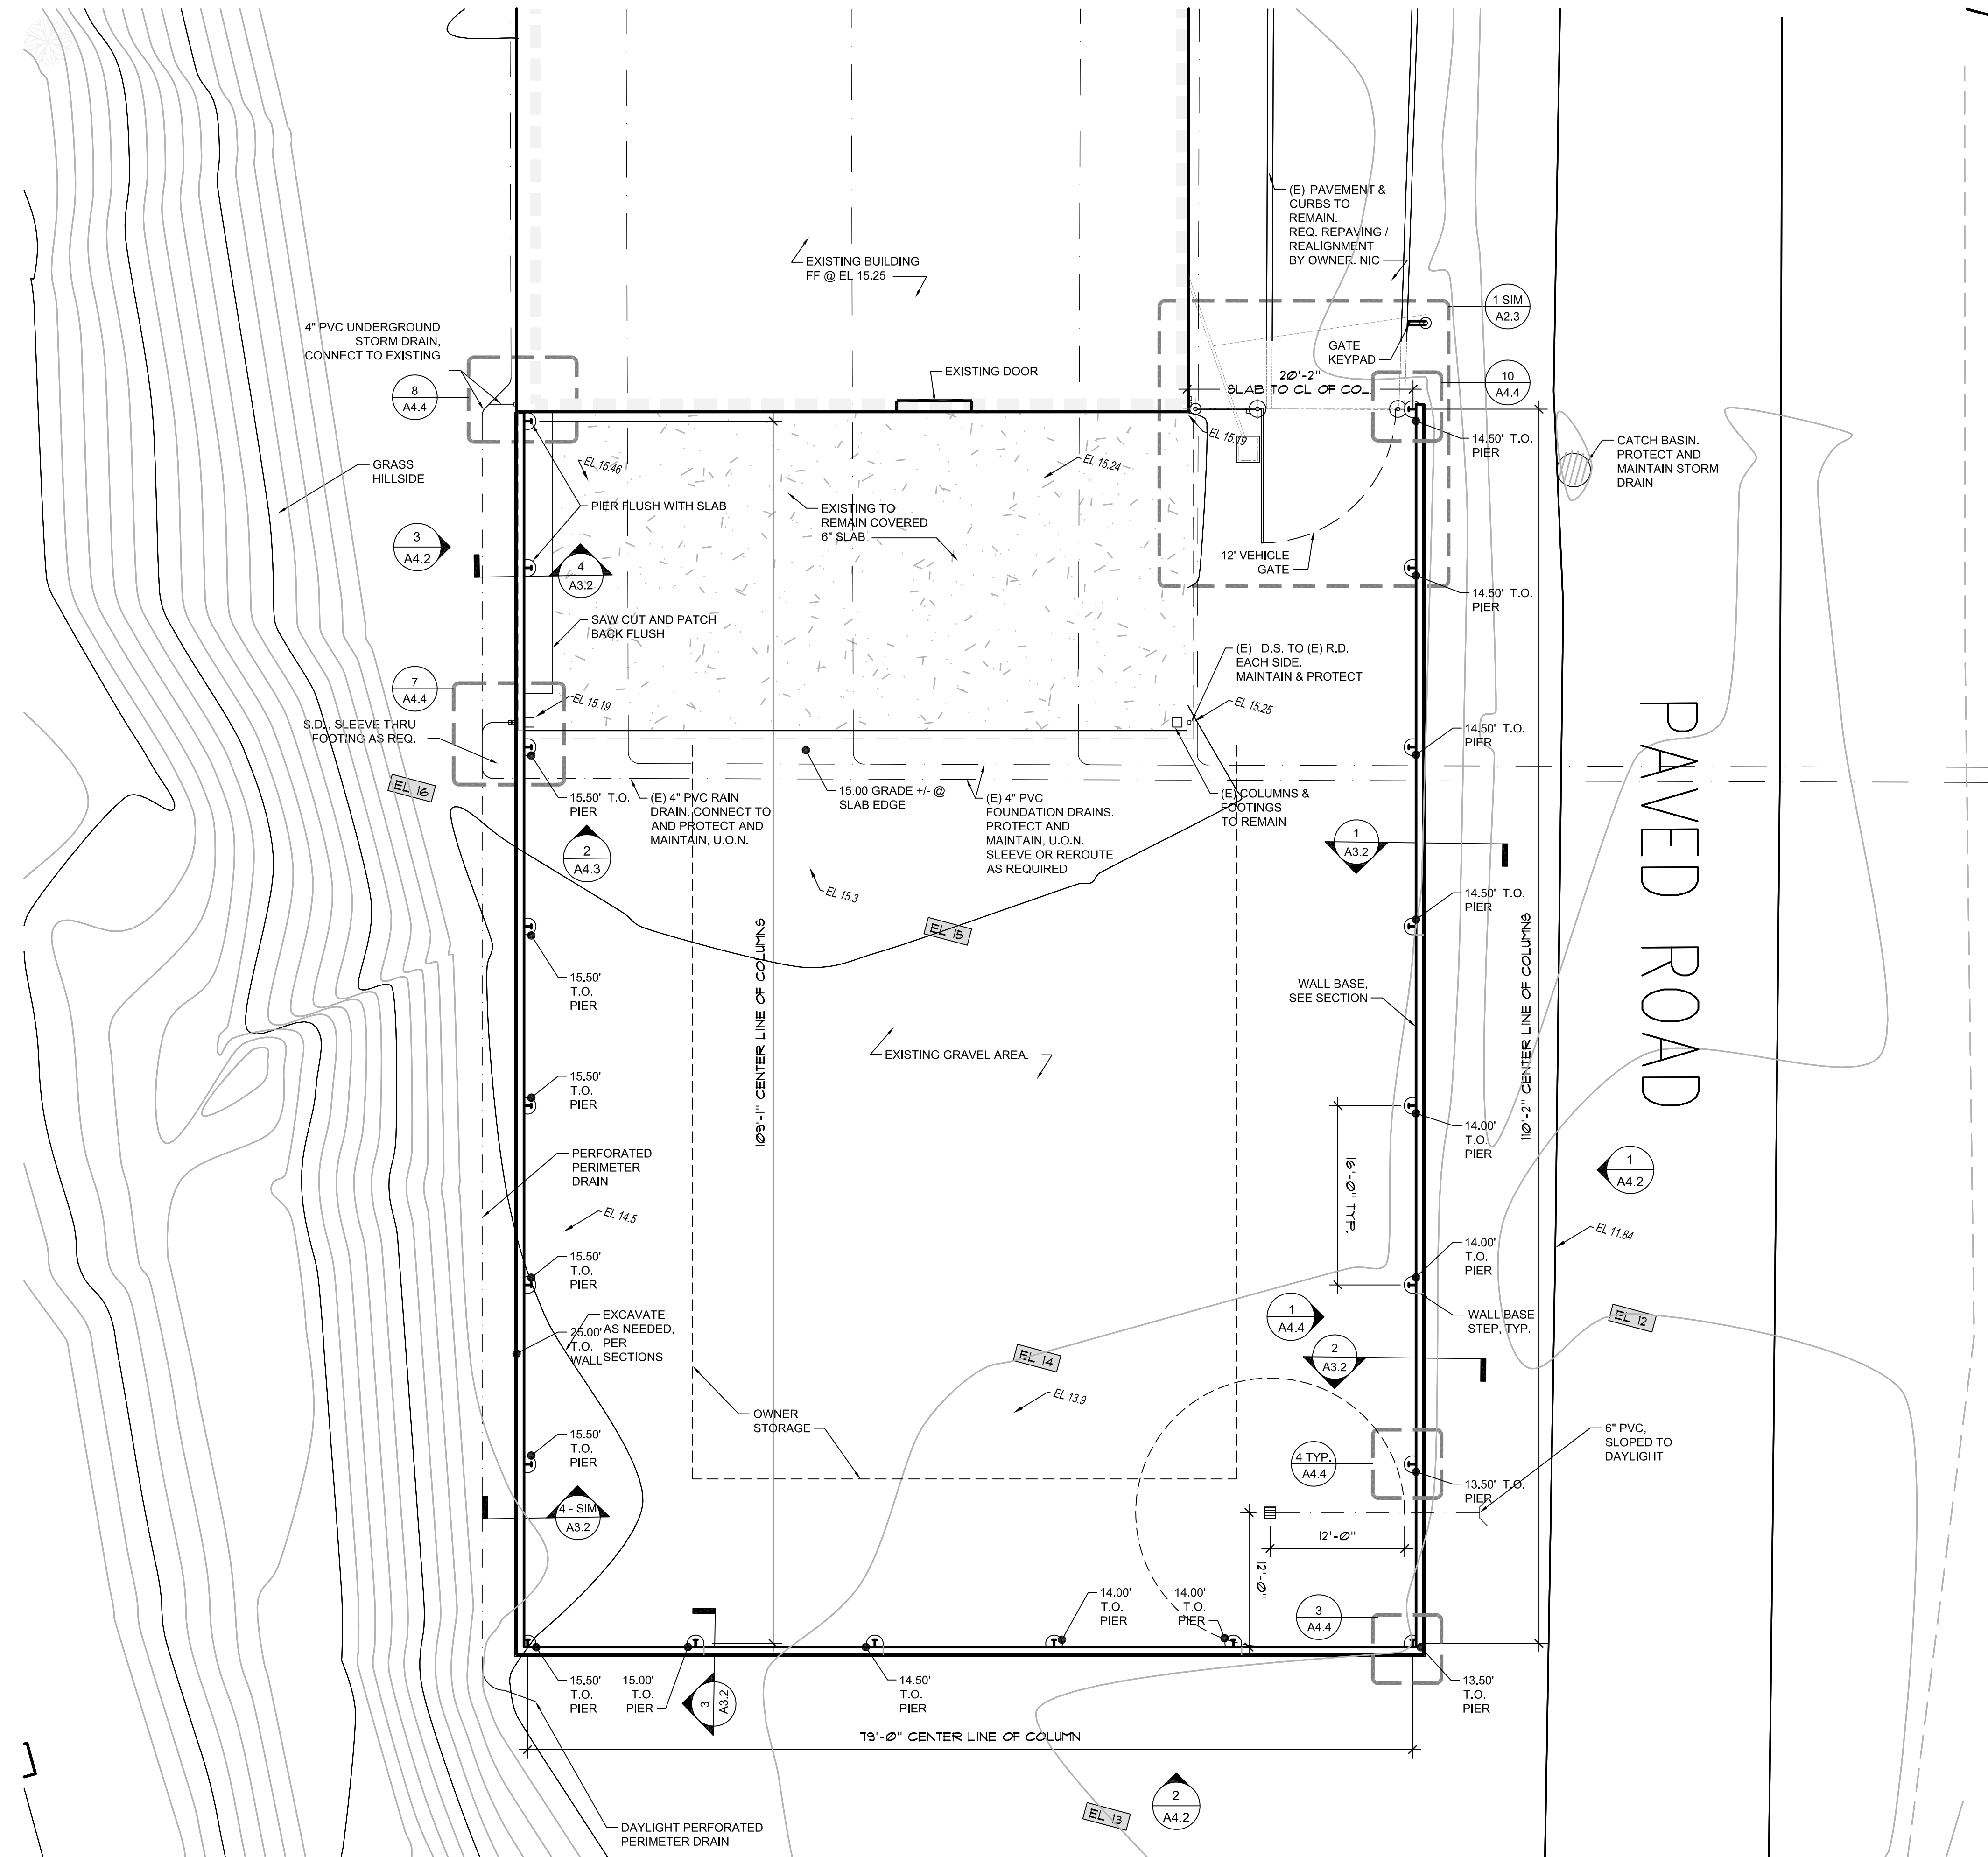 (E) PAVEMENT &
CURBS TO
REMAIN.
REQ. REPAVING /
REALIGNMENT
BY OWNER. NIC
EXISTING BUILDING
FF @ EL 15.25
1 SIM
A2.3
4" PVC UNDERGROUND
STORM DRAIN,
CONNECT TO EXISTING
GATE
KEYPAD
EXISTING DOOR
20'-2"
SLAB TO CL OF COL
10
A4.4
8
A4.4
EL 15.19
14.50' T.O.
PIER
CATCH BASIN.
PROTECT AND
MAINTAIN STORM
DRAIN
GRASS
HILLSIDE
EL 15.46
EL 15.24
PIER FLUSH WITH SLAB
EXISTING TO
REMAIN COVERED
6" SLAB
3
A4.2
4
A3.2
12' VEHICLE
GATE
14.50' T.O.
PIER
SAW CUT AND PATCH
BACK FLUSH
(E) D.S. TO (E) R.D.
EACH SIDE.
MAINTAIN & PROTECT
7
A4.4
EL 15.19
EL 15.25
S.D., SLEEVE THRU
FOOTING AS REQ.
14.50' T.O.
PIER
EL 16
15.50' T.O.
PIER
(E) 4" PVC RAIN
DRAIN. CONNECT TO
AND PROTECT AND
MAINTAIN, U.O.N.
15.00 GRADE +/- @
SLAB EDGE
(E) 4" PVC
FOUNDATION DRAINS.
PROTECT AND
MAINTAIN, U.O.N.
SLEEVE OR REROUTE
AS REQUIRED
(E) COLUMNS &
FOOTINGS
TO REMAIN
PAVED ROAD
2
A4.3
1
A3.2
EL 15.3
14.50' T.O.
PIER
EL 15
109'-1" CENTER LINE OF COLUMNS
110'-2" CENTER LINE OF COLUMNS
15.50'
T.O.
PIER
WALL BASE,
SEE SECTION
EXISTING GRAVEL AREA.
15.50'
T.O.
PIER
14.00'
T.O.
PIER
PERFORATED
PERIMETER
DRAIN
16'-0" TYP.
1
A4.2
EL 14.5
EL 11.84
15.50'
T.O.
PIER
14.00'
T.O.
PIER
EXCAVATE
AS NEEDED,
PER
SECTIONS
25.00'
T.O.
WALL
1
A4.4
WALL BASE
STEP, TYP.
EL 12
EL 14
2
A3.2
EL 13.9
OWNER
STORAGE
15.50'
T.O.
PIER
6" PVC,
SLOPED TO
DAYLIGHT
4 TYP.
A4.4
13.50' T.O.
PIER
4 - SIM
A3.2
12'-0"
12'-0"
14.00'
T.O.
PIER
14.00'
T.O.
PIER
3
A4.4
15.50'
T.O.
PIER
15.00'
T.O.
PIER
3
A3.2
14.50'
T.O.
PIER
13.50'
T.O.
PIER
79'-0" CENTER LINE OF COLUMN
2
A4.2
EL 13
DAYLIGHT PERFORATED
PERIMETER DRAIN